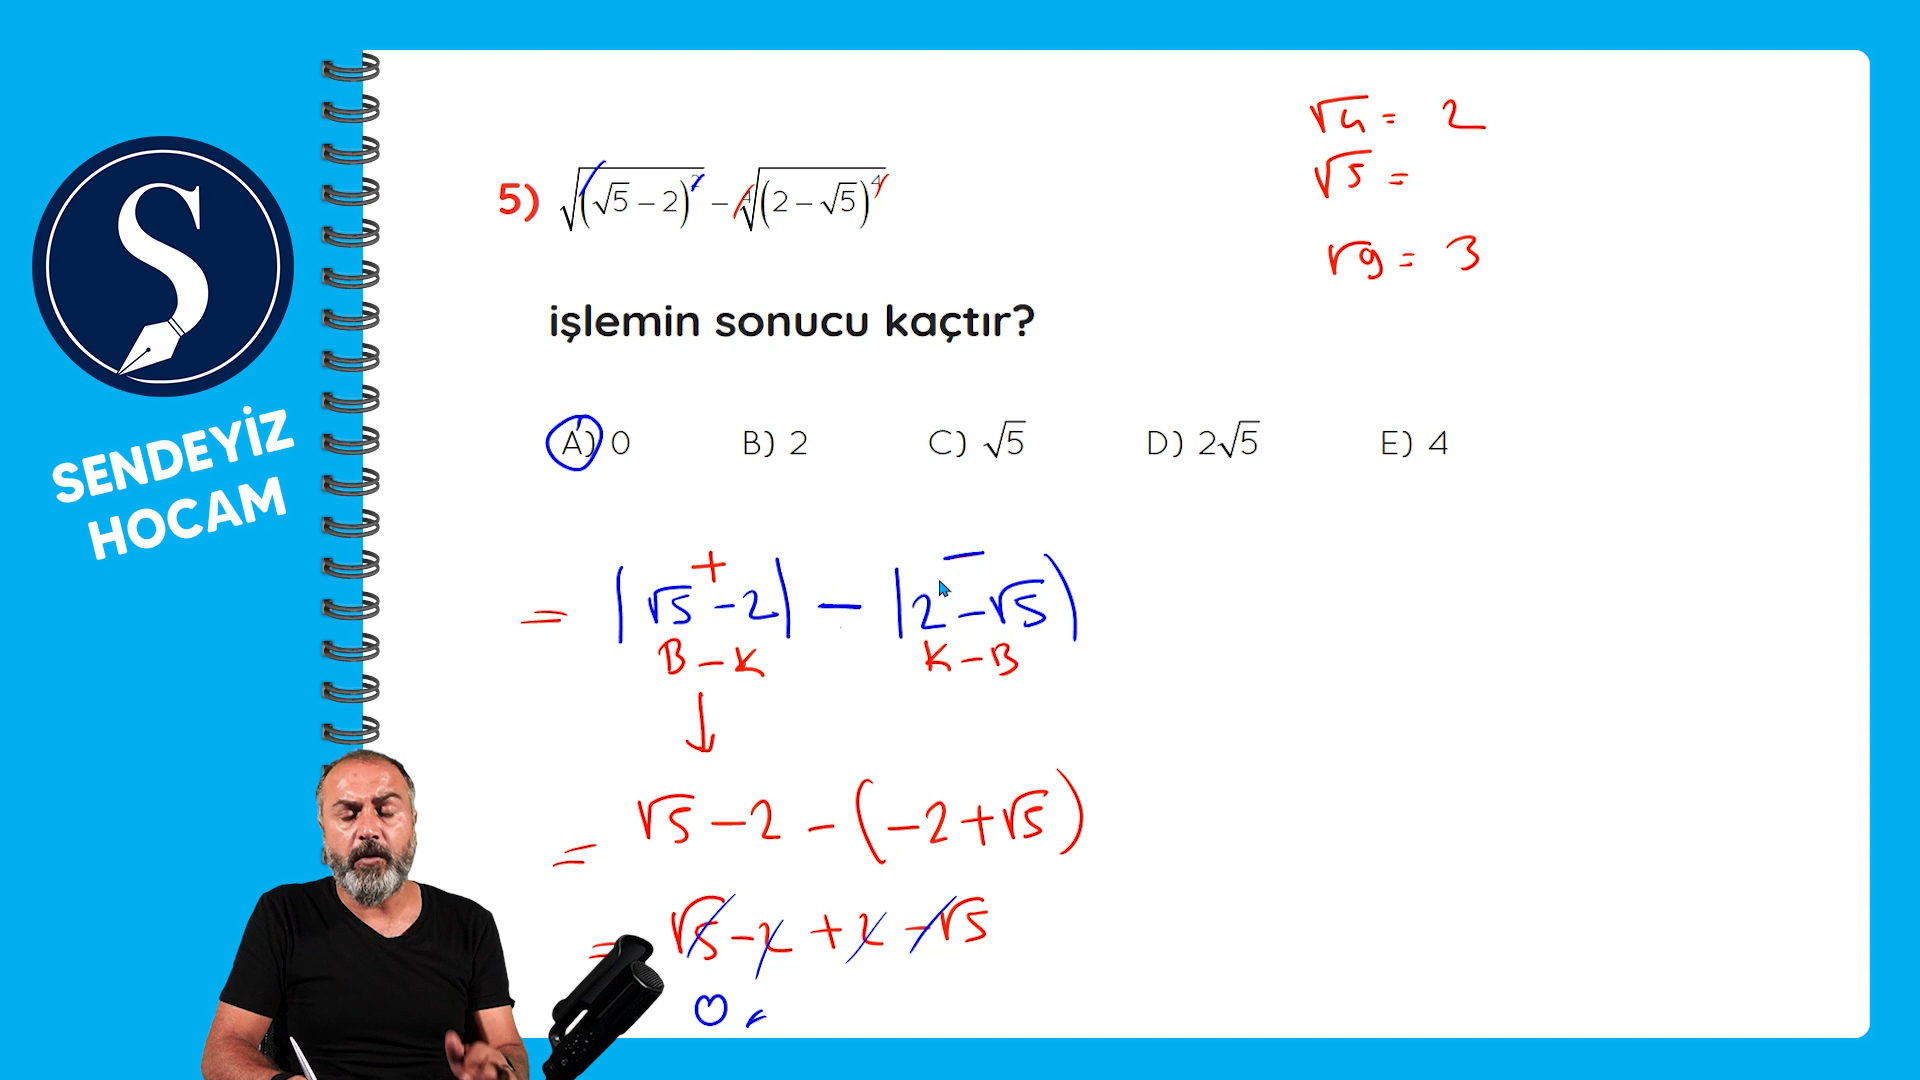 √4 = 2
√5 =
√9 = 3
5) √(√5 − 2)² − ⁴√(2 − √5)⁴
işlemin sonucu kaçtır?
A) 0 B) 2 C) √5 D) 2√5 E) 4
S
SENDEYİZ
HOCAM
+ −
= |√5 − 2| − |2 − √5|
B − K K − B
= √5 − 2 − (−2 + √5)
= √5 − 2 + 2 − √5
0